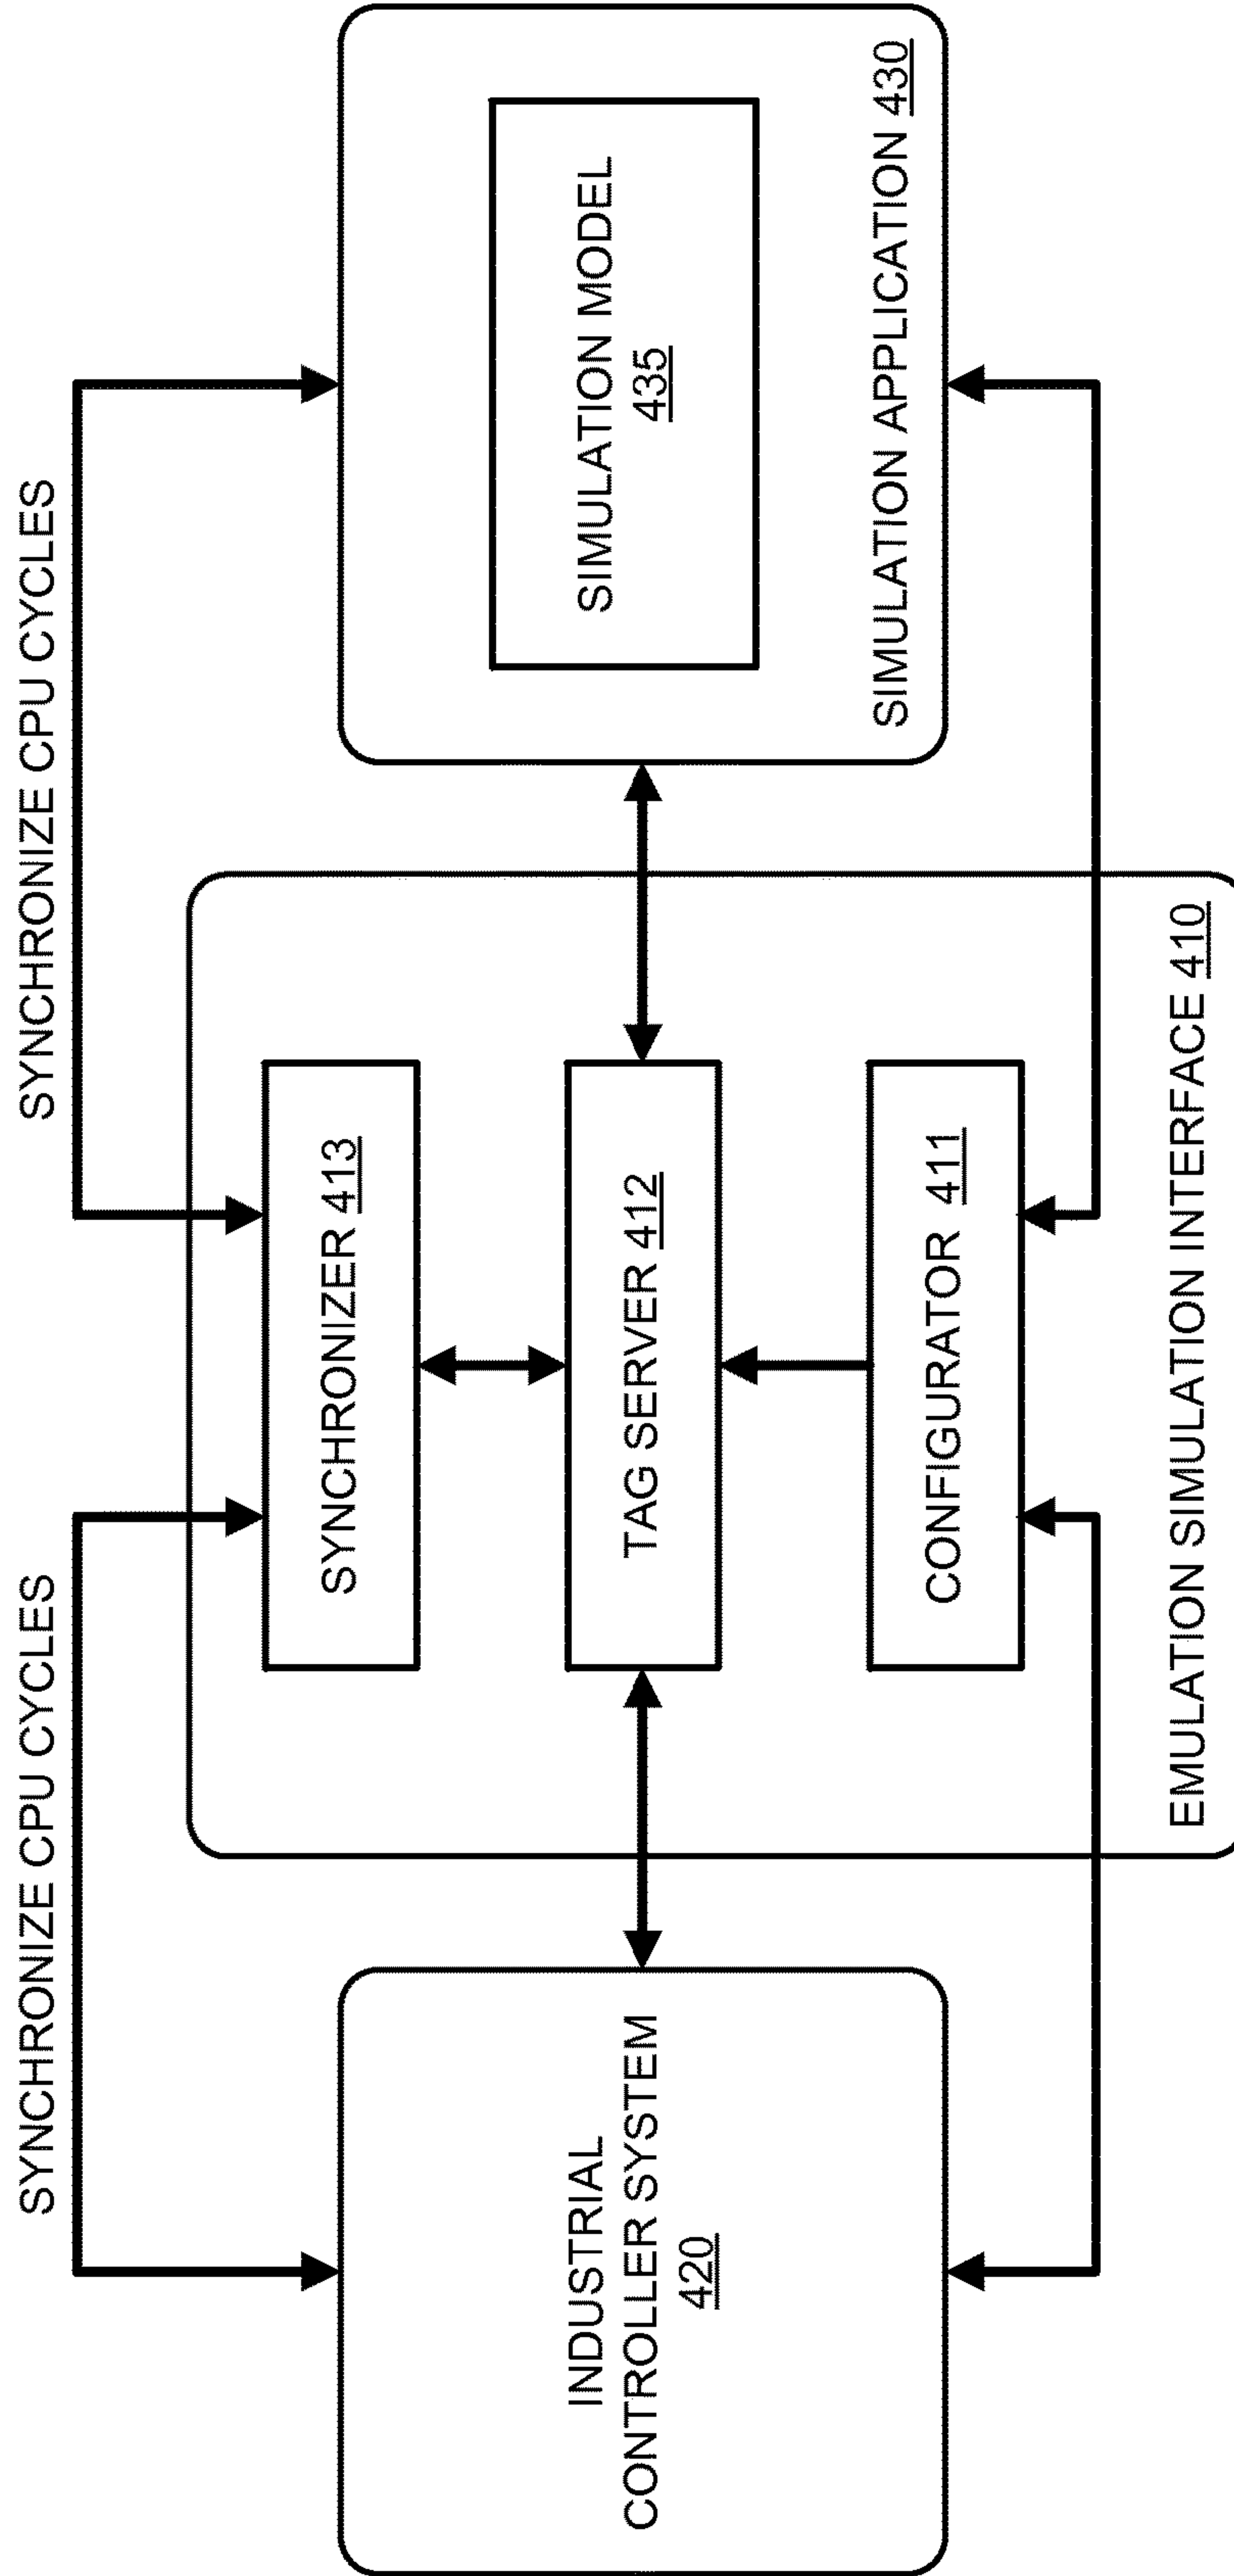 SYNCHRONIZE CPU CYCLES
SYNCHRONIZE CPU CYCLES
INDUSTRIAL
CONTROLLER SYSTEM
420
SYNCHRONIZER 413
TAG SERVER 412
CONFIGURATOR 411
EMULATION SIMULATION INTERFACE 410
SIMULATION MODEL
435
SIMULATION APPLICATION 430